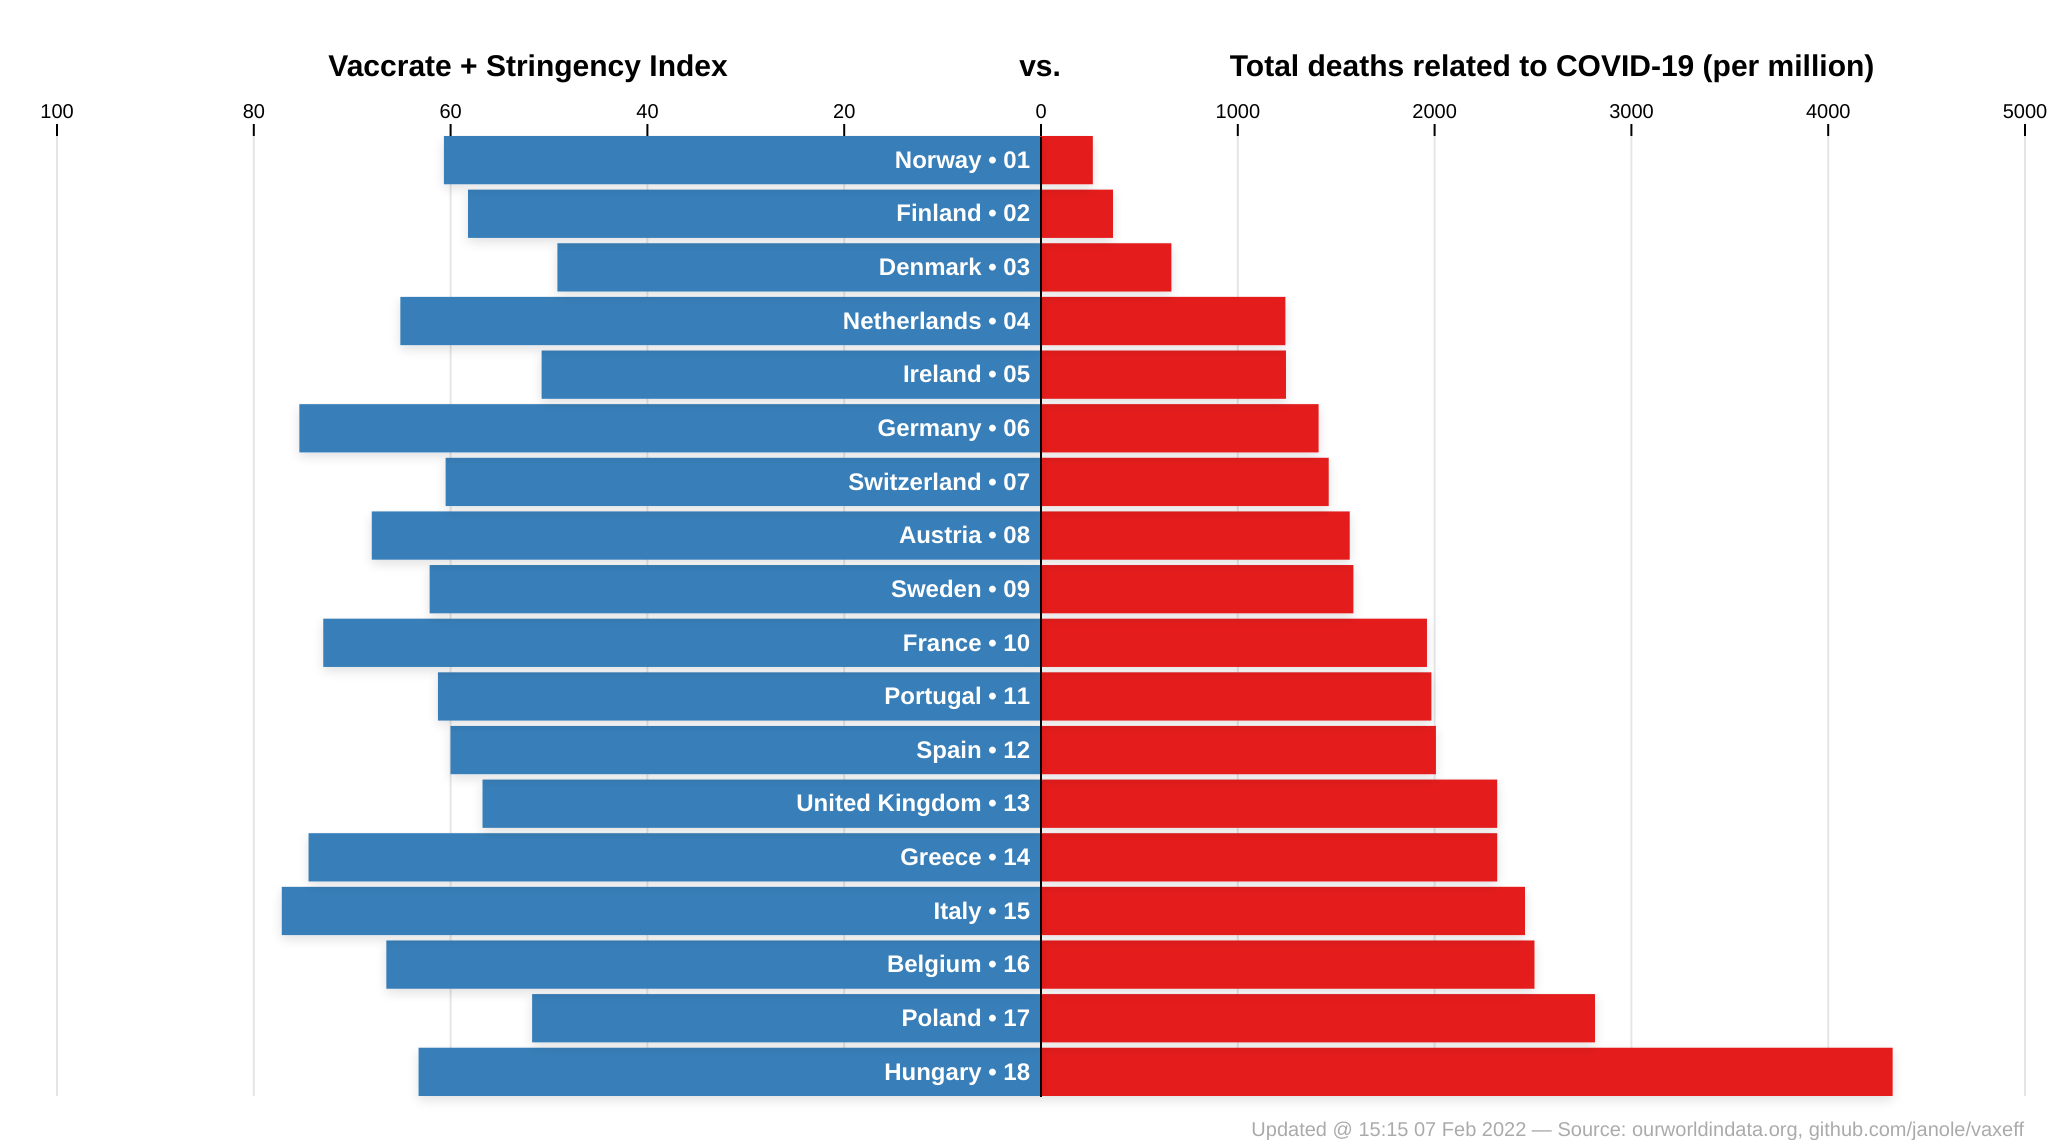 Vaccrate + Stringency Index vs. Total deaths related to COVID-19 (per million)
100 80 60 40 20 0 1000 2000 3000 4000 5000
Norway • 01
Finland • 02
Denmark • 03
Netherlands • 04
Ireland • 05
Germany • 06
Switzerland • 07
Austria • 08
Sweden • 09
France • 10
Portugal • 11
Spain • 12
United Kingdom • 13
Greece • 14
Italy • 15
Belgium • 16
Poland • 17
Hungary • 18
Updated @ 15:15 07 Feb 2022 — Source: ourworldindata.org, github.com/janole/vaxeff